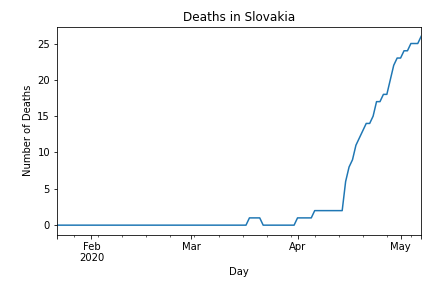 Deaths in Slovakia
Number of Deaths
25
20
15
10
5
0
Feb
2020
Mar
Apr
May
Day